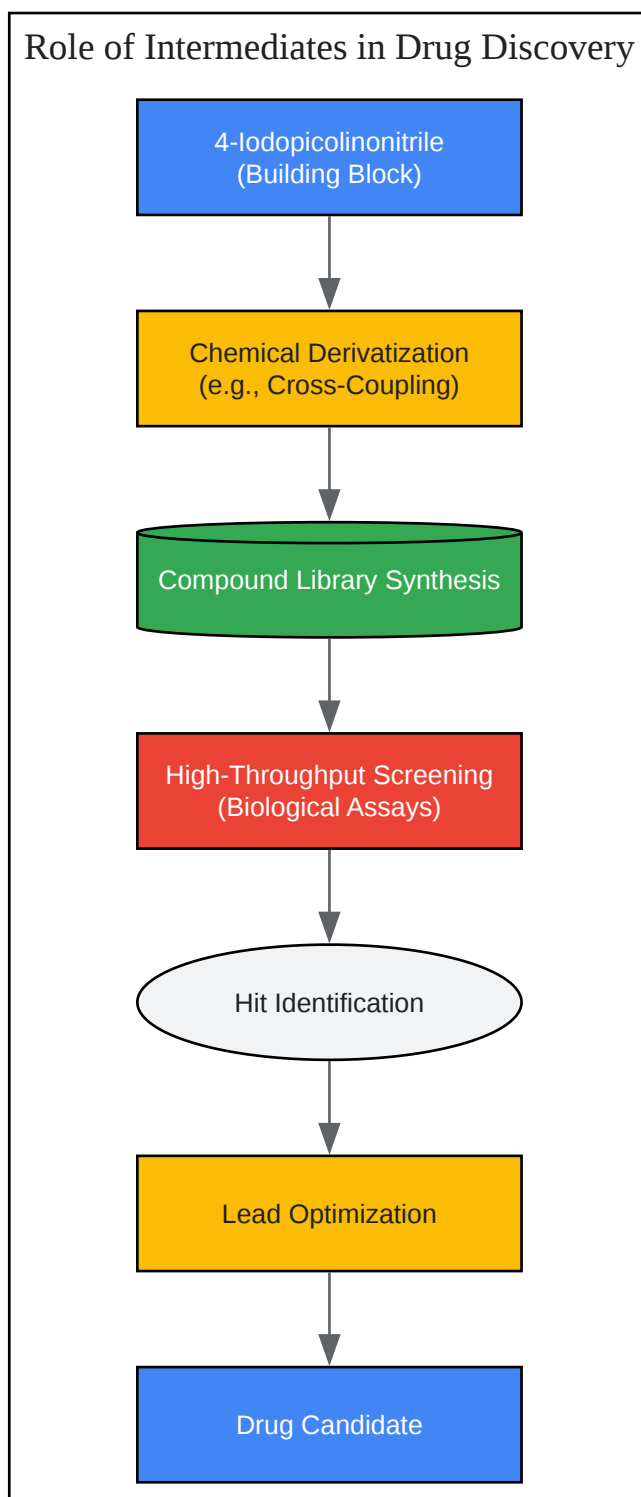 Role of Intermediates in Drug Discovery
4-Iodopicolinonitrile
(Building Block)
Chemical Derivatization
(e.g., Cross-Coupling)
Compound Library Synthesis
High-Throughput Screening
(Biological Assays)
Hit Identification
Lead Optimization
Drug Candidate